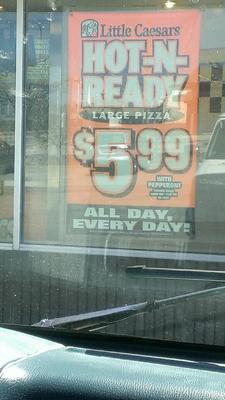 Little Caesars
HOT-N-
READY
LARGE PIZZA
$5.99
WITH
PEPPERONI
ALL DAY,
EVERY DAY!